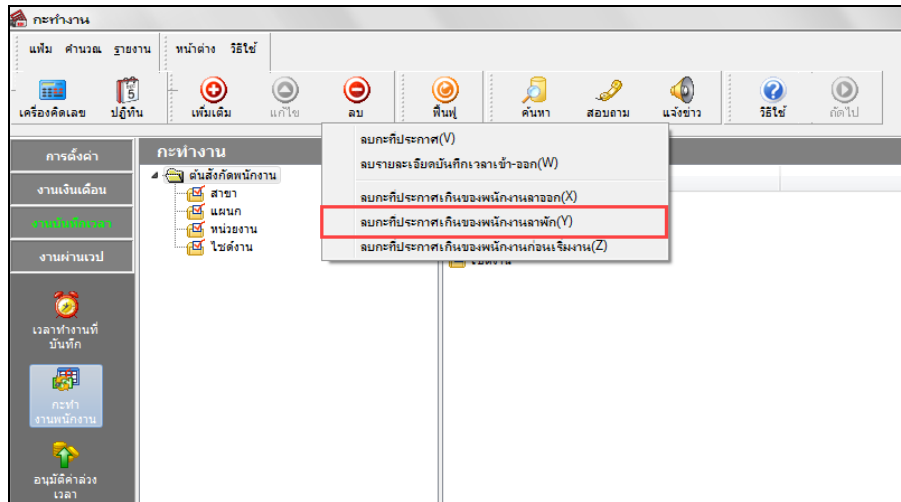 กะทำงาน
แฟ้ม คำนวณ รายงาน หน้าต่าง วิธีใช้
เครื่องคิดเลข ปฏิทิน เพิ่มเติม แก้ไข ลบ ฟื้นฟู ค้นหา สอบถาม แจ้งข่าว วิธีใช้ ถัดไป
5
การตั้งค่า
งานเงินเดือน
งานบันทึกเวลา
งานผ่านเวป
เวลาทำงานที่
บันทึก
กะทำ
งานพนักงาน
อนุมัติค่าล่วง
เวลา
กะทำงาน
ต้นสังกัดพนักงาน
สาขา
แผนก
หน่วยงาน
ไซด์งาน
ลบกะที่ประกาศ(V)
ลบรายละเอียดบันทึกเวลาเข้า-ออก(W)
ลบกะที่ประกาศเกินของพนักงานลาออก(X)
ลบกะที่ประกาศเกินของพนักงานลาพัก(Y)
ลบกะที่ประกาศเกินของพนักงานก่อนเริ่มงาน(Z)
ไซด์งาน